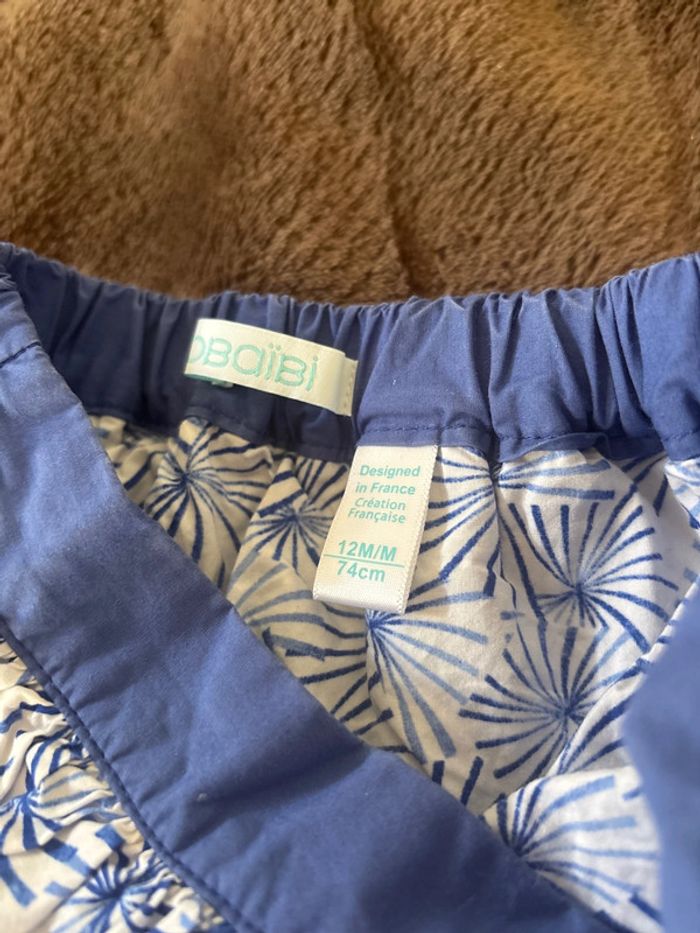 OBaïBi
Designed
in France
Création
Française
12M/M
74cm